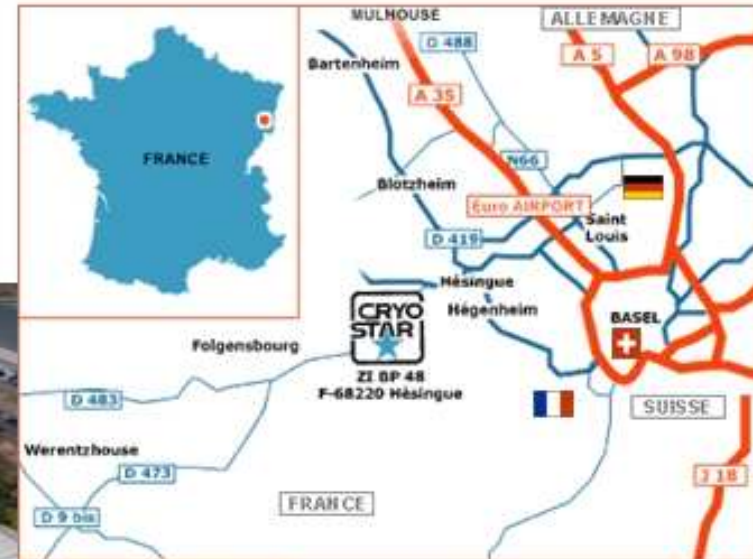 FRANCE
MULHOUSE
ALLEMAGNE
D 488
A 5
A 98
Bartenheim
A 35
N66
Blotzheim
Euro AIRPORT
Saint
Louis
D 419
Hésingue
Hégenheim
CRYO
STAR
BASEL
Folgensbourg
ZI BP 48
F-68220 Hèsingue
D 483
SUISSE
Werentzhouse
D 473
FRANCE
D 9 bis